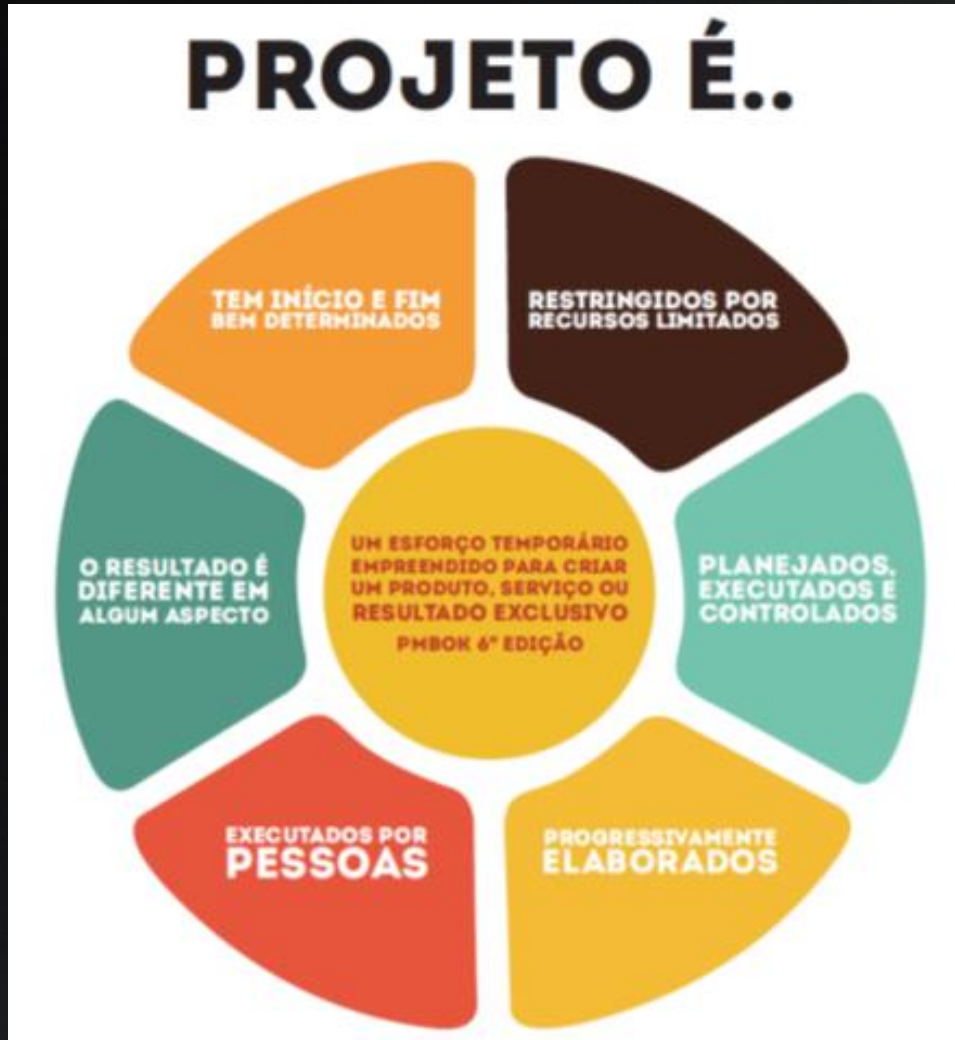 PROJETO É..
TEM INÍCIO E FIM
BEM DETERMINADOS
RESTRINGIDOS POR
RECURSOS LIMITADOS
O RESULTADO É
DIFERENTE EM
ALGUM ASPECTO
UM ESFORÇO TEMPORÁRIO
EMPREENDIDO PARA CRIAR
UM PRODUTO, SERVIÇO OU
RESULTADO EXCLUSIVO
PMBOK 6ª EDIÇÃO
PLANEJADOS,
EXECUTADOS E
CONTROLADOS
EXECUTADOS POR
PESSOAS
PROGRESSIVAMENTE
ELABORADOS